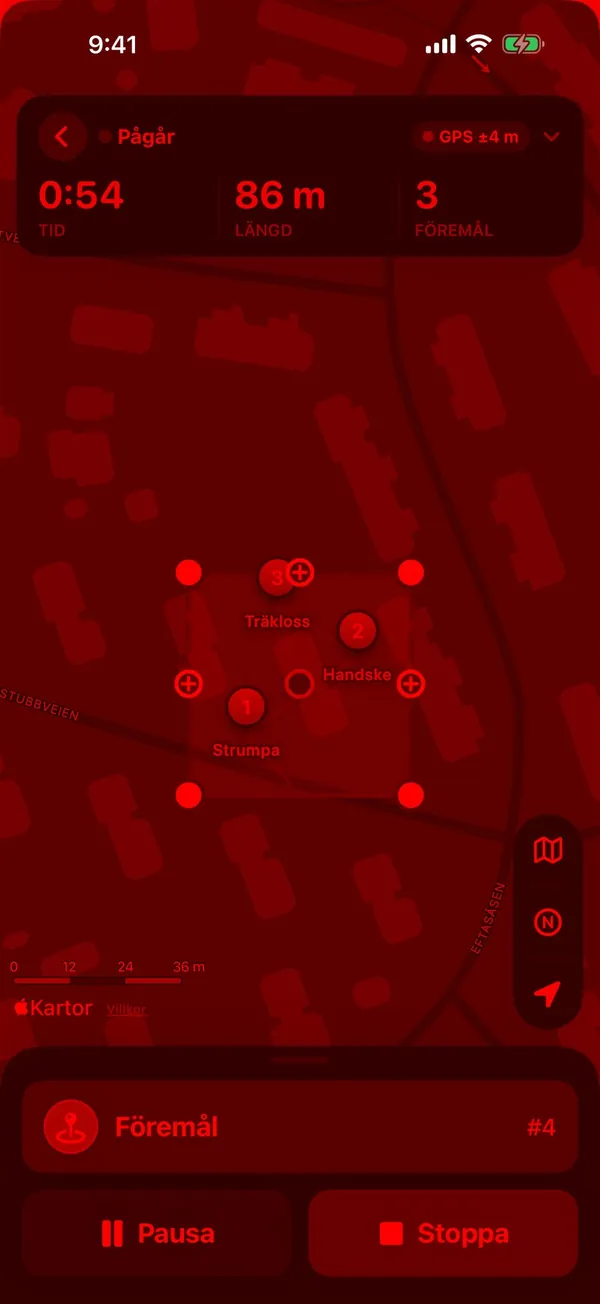 9:41
Pågår
GPS ±4 m
0:54
86 m
3
TID
LÄNGD
FÖREMÅL
3
Träkloss
2
Handske
1
Strumpa
STUBBVEIEN
EFTASÅSEN
N
0 12 24 36 m
Kartor
Villkor
Föremål
#4
Pausa
Stoppa